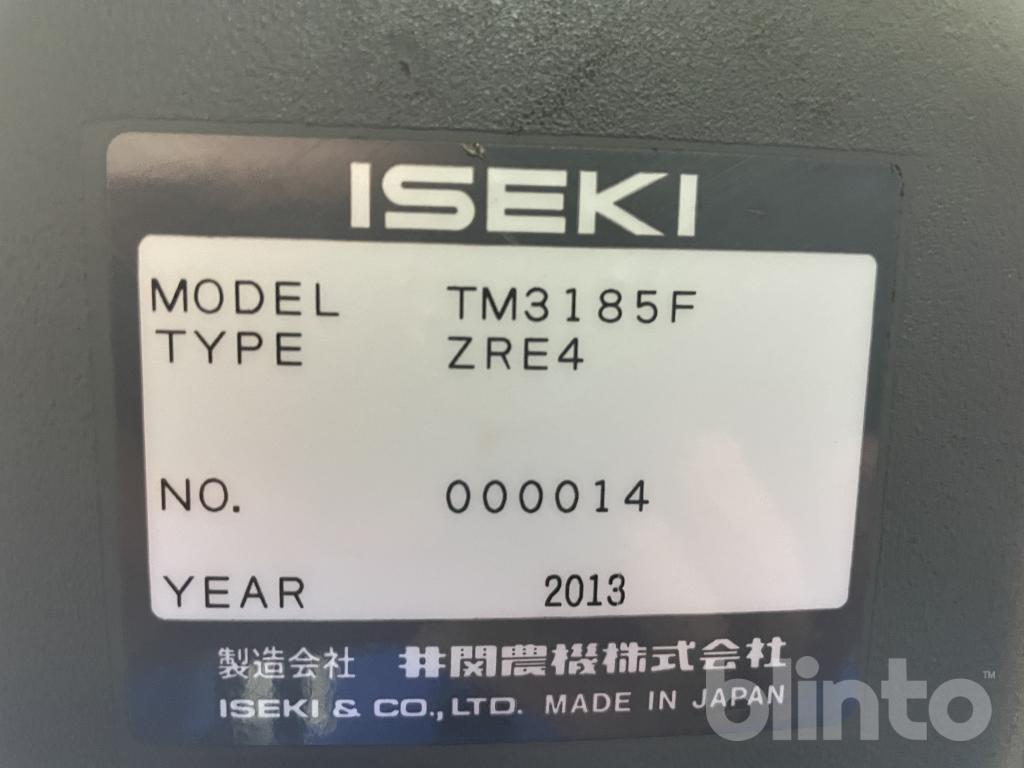 ISEKI
MODEL TM3185F
TYPE ZRE4
NO. 000014
YEAR 2013
製造会社 井関農機株式会社
ISEKI & CO., LTD. MADE IN JAPAN
blinto™